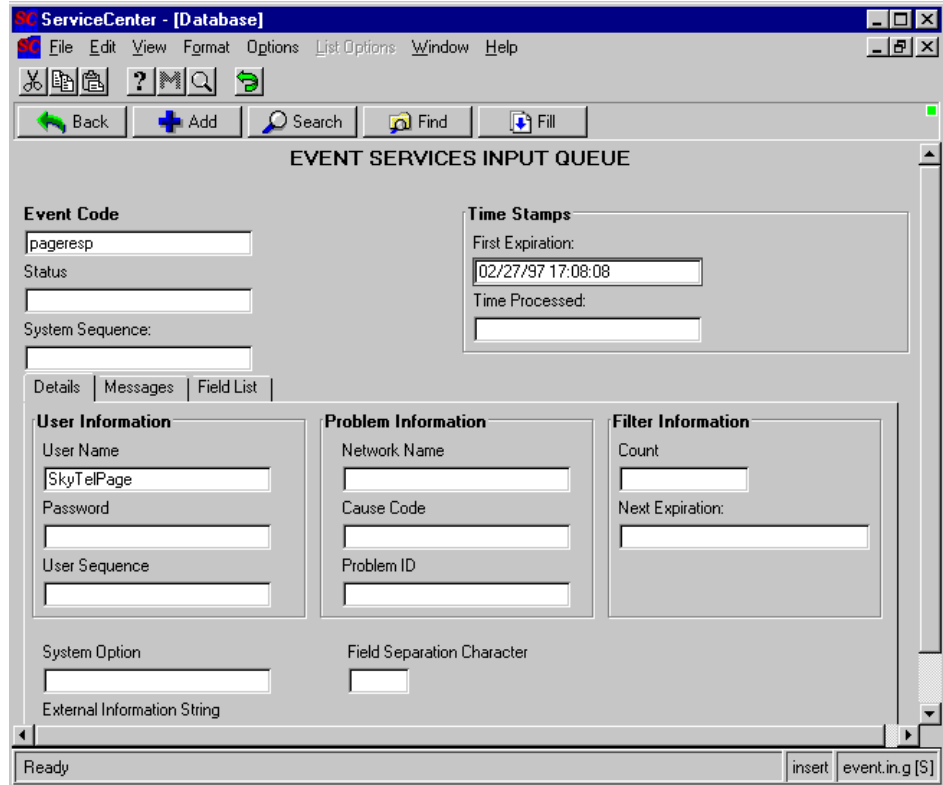 SC ServiceCenter - [Database]
SC File Edit View Format Options List Options Window Help
? M
Back Add Search Find Fill
EVENT SERVICES INPUT QUEUE
Event Code
pageresp
Status
System Sequence:
Time Stamps
First Expiration:
02/27/97 17:08:08
Time Processed:
Details Messages Field List
User Information
User Name
SkyTelPage
Password
User Sequence
Problem Information
Network Name
Cause Code
Problem ID
Filter Information
Count
Next Expiration:
System Option
Field Separation Character
External Information String
Ready insert event.in.g [S]